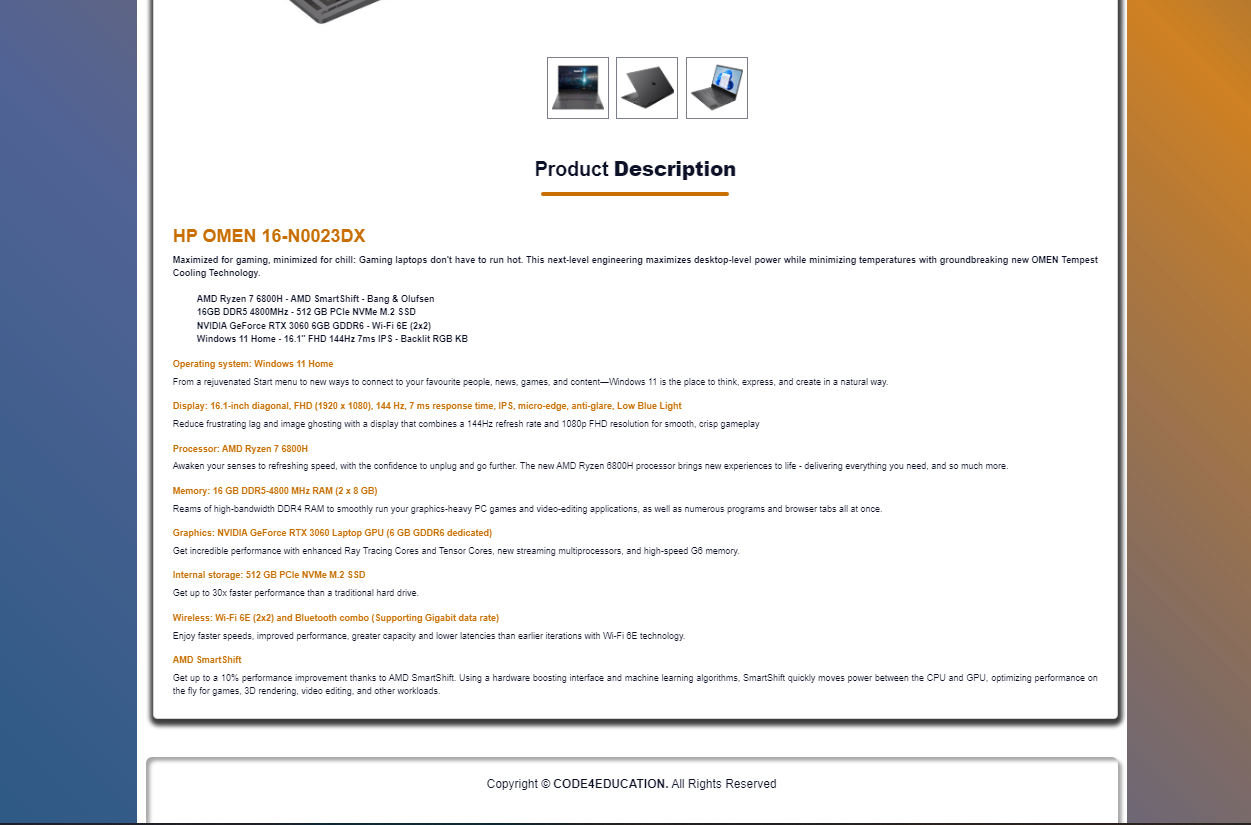 Product Description
HP OMEN 16-N0023DX
Maximized for gaming, minimized for chill: Gaming laptops don't have to run hot. This next-level engineering maximizes desktop-level power while minimizing temperatures with groundbreaking new OMEN Tempest
Cooling Technology.
AMD Ryzen 7 6800H - AMD SmartShift - Bang & Olufsen
16GB DDR5 4800MHz - 512 GB PCIe NVMe M.2 SSD
NVIDIA GeForce RTX 3060 6GB GDDR6 - Wi-Fi 6E (2x2)
Windows 11 Home - 16.1" FHD 144Hz 7ms IPS - Backlit RGB KB
Operating system: Windows 11 Home
From a rejuvenated Start menu to new ways to connect to your favourite people, news, games, and content—Windows 11 is the place to think, express, and create in a natural way.
Display: 16.1-inch diagonal, FHD (1920 x 1080), 144 Hz, 7 ms response time, IPS, micro-edge, anti-glare, Low Blue Light
Reduce frustrating lag and image ghosting with a display that combines a 144Hz refresh rate and 1080p FHD resolution for smooth, crisp gameplay
Processor: AMD Ryzen 7 6800H
Awaken your senses to refreshing speed, with the confidence to unplug and go further. The new AMD Ryzen 6800H processor brings new experiences to life - delivering everything you need, and so much more.
Memory: 16 GB DDR5-4800 MHz RAM (2 x 8 GB)
Reams of high-bandwidth DDR4 RAM to smoothly run your graphics-heavy PC games and video-editing applications, as well as numerous programs and browser tabs all at once.
Graphics: NVIDIA GeForce RTX 3060 Laptop GPU (6 GB GDDR6 dedicated)
Get incredible performance with enhanced Ray Tracing Cores and Tensor Cores, new streaming multiprocessors, and high-speed G6 memory.
Internal storage: 512 GB PCIe NVMe M.2 SSD
Get up to 30x faster performance than a traditional hard drive.
Wireless: Wi-Fi 6E (2x2) and Bluetooth combo (Supporting Gigabit data rate)
Enjoy faster speeds, improved performance, greater capacity and lower latencies than earlier iterations with Wi-Fi 6E technology.
AMD SmartShift
Get up to a 10% performance improvement thanks to AMD SmartShift. Using a hardware boosting interface and machine learning algorithms, SmartShift quickly moves power between the CPU and GPU, optimizing performance on
the fly for games, 3D rendering, video editing, and other workloads.
Copyright © CODE4EDUCATION. All Rights Reserved